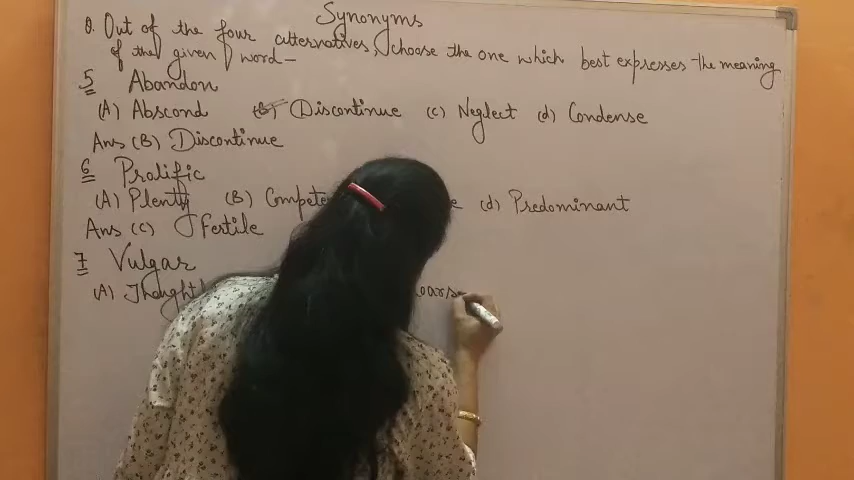 Synonyms
Q. Out of the four alternatives, choose the one which best expresses the meaning
of the given word—
5 Abandon
(A) Abscond (B) Discontinue (c) Neglect (d) Condense
Ans (B) Discontinue
6 Prolific
(A) Plenty (B) (d) Predominant
Ans (C) Fertile
7 Vulgar
(A)